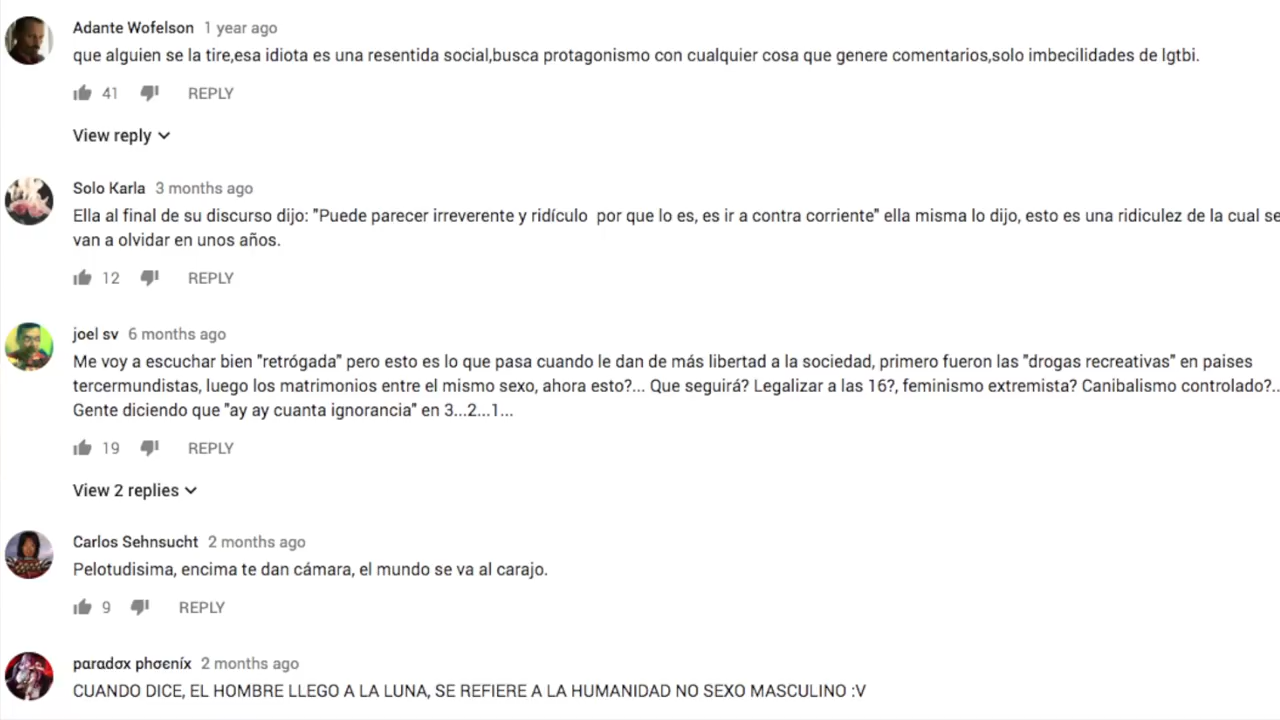 Adante Wofelson 1 year ago
que alguien se la tire,esa idiota es una resentida social,busca protagonismo con cualquier cosa que genere comentarios,solo imbecilidades de lgtbi.
41 REPLY
View reply
Solo Karla 3 months ago
Ella al final de su discurso dijo: "Puede parecer irreverente y ridículo  por que lo es, es ir a contra corriente" ella misma lo dijo, esto es una ridiculez de la cual se
van a olvidar en unos años.
12 REPLY
joel sv 6 months ago
Me voy a escuchar bien "retrógada" pero esto es lo que pasa cuando le dan de más libertad a la sociedad, primero fueron las "drogas recreativas" en paises
tercermundistas, luego los matrimonios entre el mismo sexo, ahora esto?... Que seguirá? Legalizar a las 16?, feminismo extremista? Canibalismo controlado?..
Gente diciendo que "ay ay cuanta ignorancia" en 3...2...1...
19 REPLY
View 2 replies
Carlos Sehnsucht 2 months ago
Pelotudisima, encima te dan cámara, el mundo se va al carajo.
9 REPLY
pαrαdσx phσєníx 2 months ago
CUANDO DICE, EL HOMBRE LLEGO A LA LUNA, SE REFIERE A LA HUMANIDAD NO SEXO MASCULINO :V